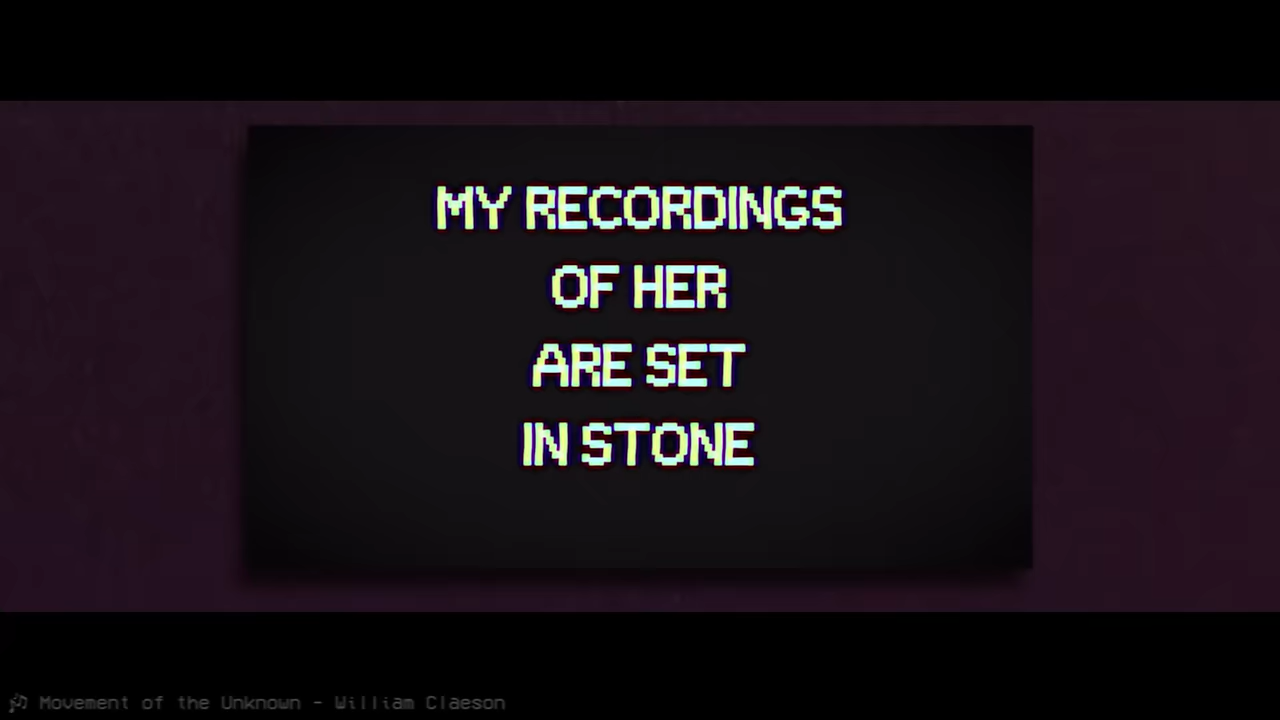 MY RECORDINGS
OF HER
ARE SET
IN STONE
Movement of the Unknown - William Claeson